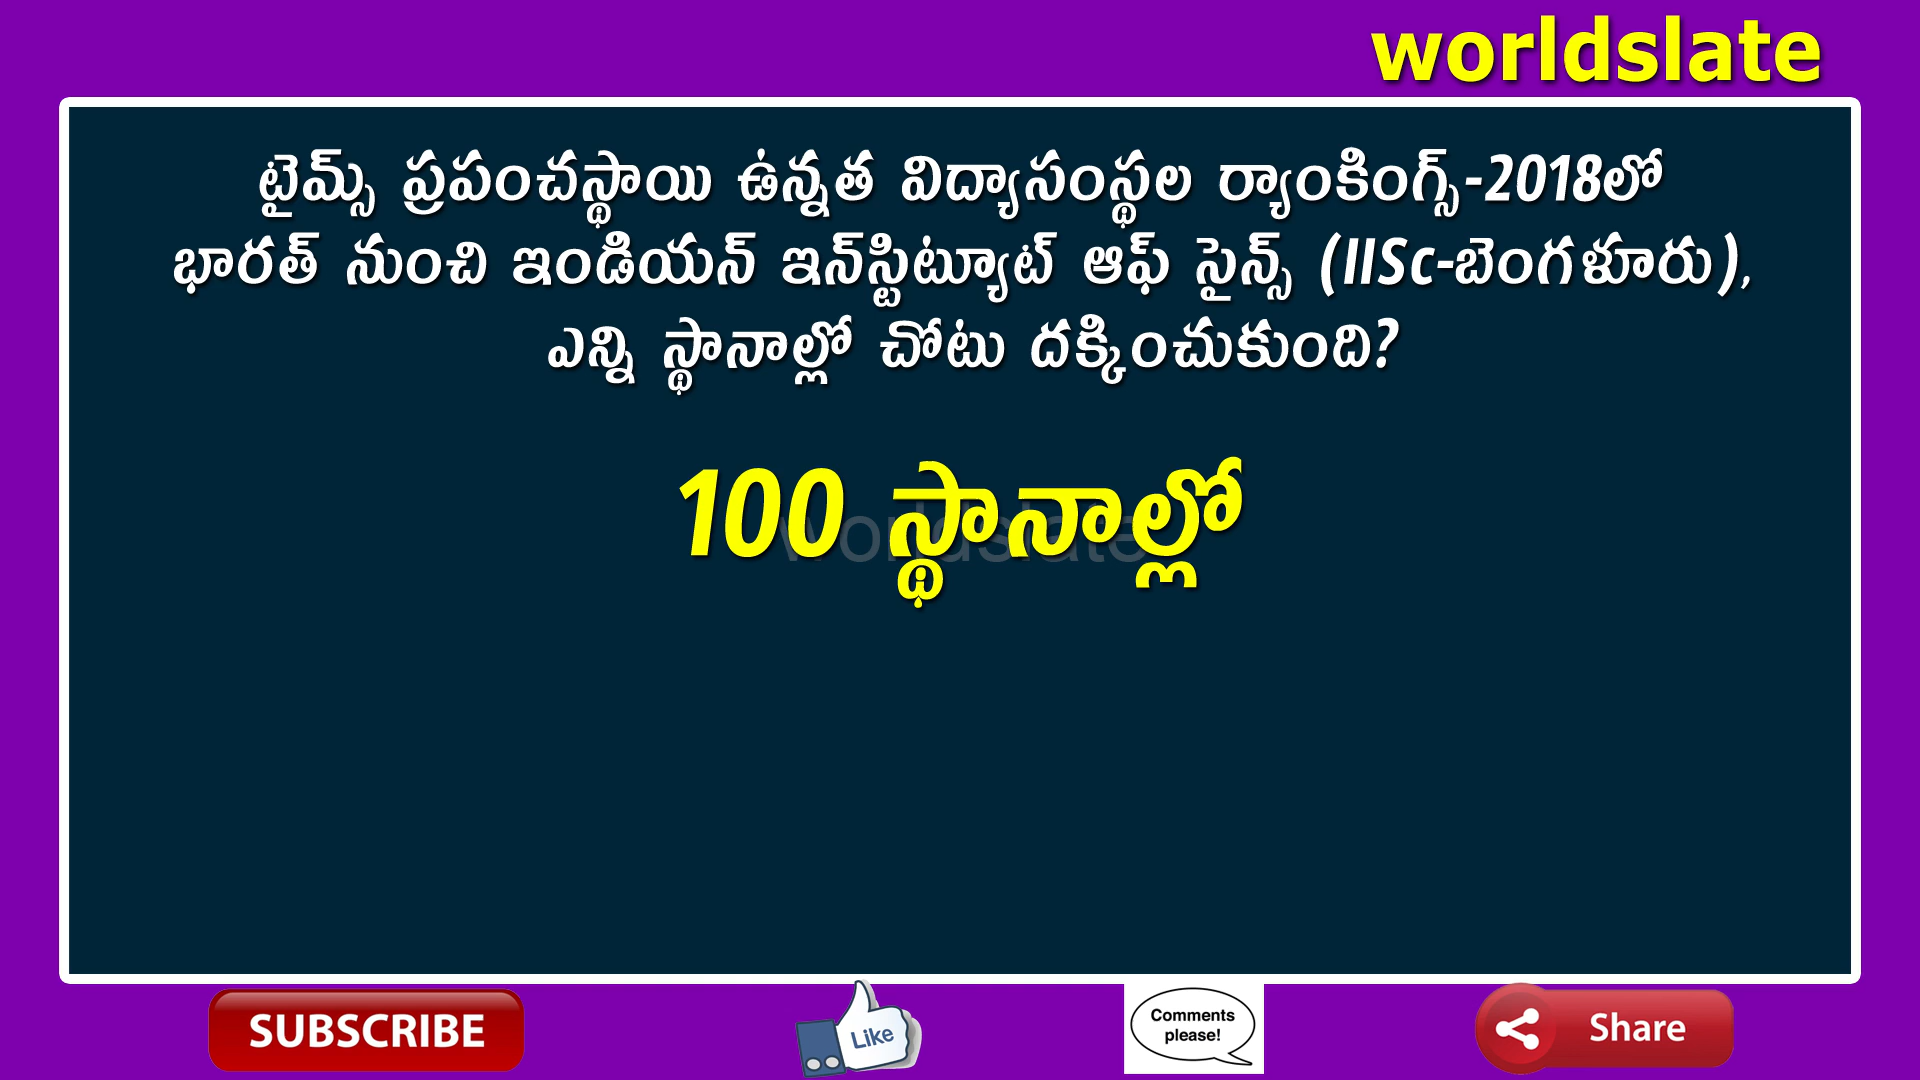 worldslate
టైమ్స్ ప్రపంచస్థాయి ఉన్నత విద్యాసంస్థల ర్యాంకింగ్స్-2018లో
భారత్ నుంచి ఇండియన్ ఇన్‌స్టిట్యూట్ ఆఫ్ సైన్స్ (IISc-బెంగళూరు),
ఎన్ని స్థానాల్లో చోటు దక్కించుకుంది?
100 స్థానాల్లో
worldslate
SUBSCRIBE
Like
Comments
please!
Share